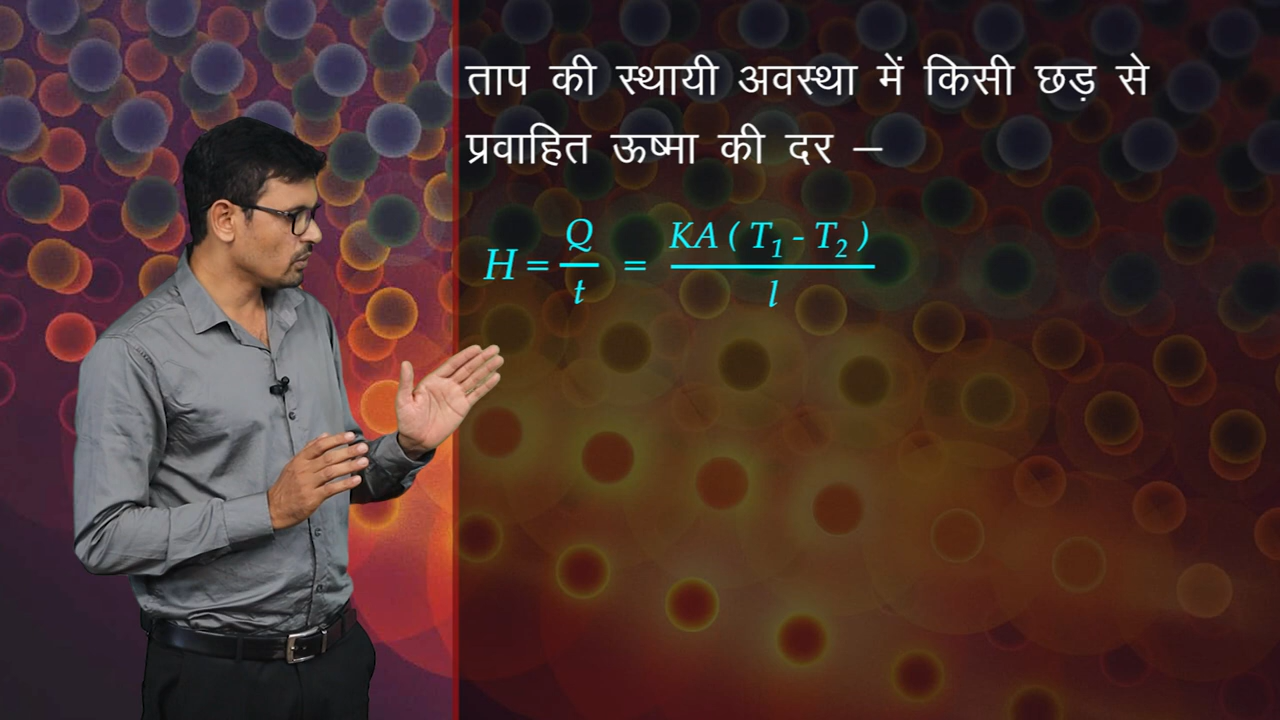 ताप की स्थायी अवस्था में किसी छड़ से
प्रवाहित ऊष्मा की दर –
H = Q/t = KA ( T₁ - T₂ ) / l